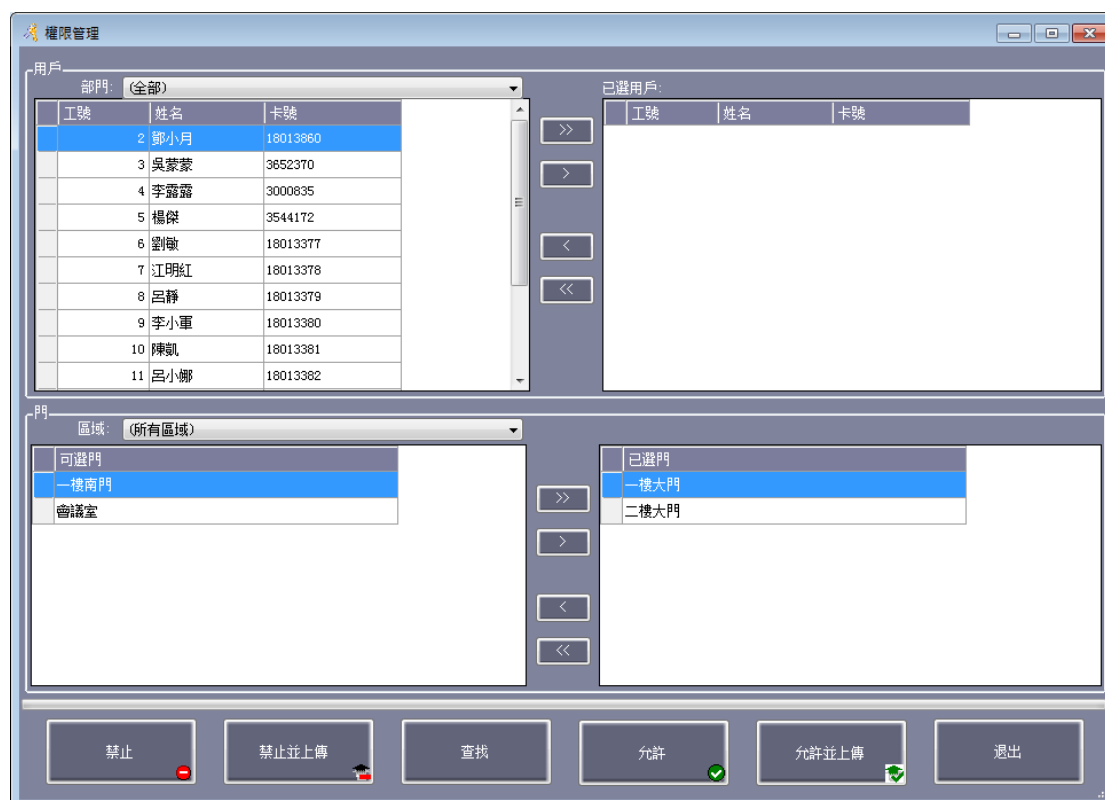 權限管理
用戶
部門: (全部)
已選用戶:
工號 姓名 卡號
工號 姓名 卡號
2 鄧小月 18013860
3 吳蒙蒙 3652370
4 李露露 3000835
5 楊傑 3544172
6 劉敏 18013377
7 江明紅 18013378
8 呂靜 18013379
9 李小軍 18013380
10 陳凱 18013381
11 呂小娜 18013382
>>
>
<
<<
門
區域: (所有區域)
可選門
一樓南門
會議室
>>
>
<
<<
已選門
一樓大門
二樓大門
禁止
禁止並上傳
查找
允許
允許並上傳
退出